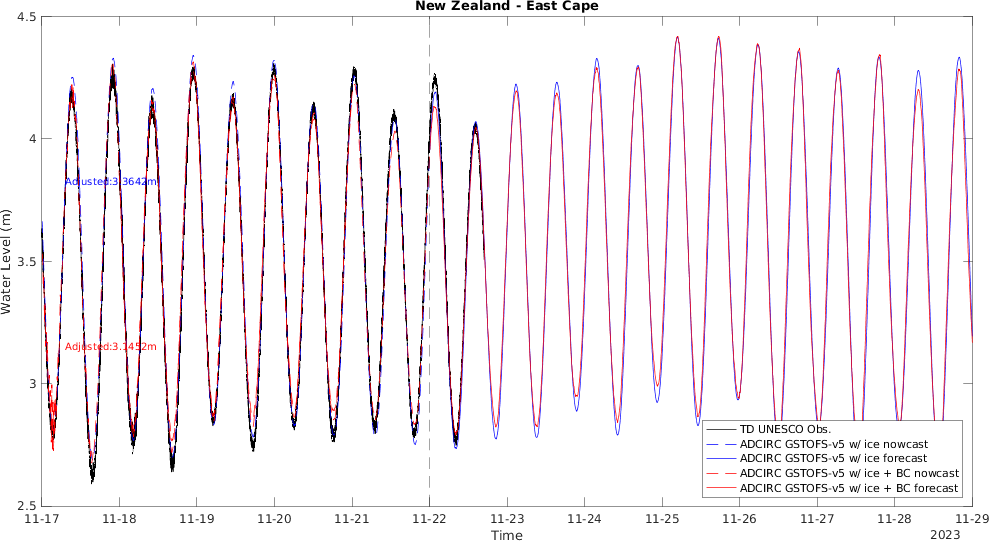 New Zealand - East Cape
4.5
4
3.5
3
2.5
Water Level (m)
Adjusted:3.3642m
Adjusted:3.1452m
TD UNESCO Obs.
ADCIRC GSTOFS-v5 w/ ice nowcast
ADCIRC GSTOFS-v5 w/ ice forecast
ADCIRC GSTOFS-v5 w/ ice + BC nowcast
ADCIRC GSTOFS-v5 w/ ice + BC forecast
11-17 11-18 11-19 11-20 11-21 11-22 11-23 11-24 11-25 11-26 11-27 11-28 11-29
Time
2023